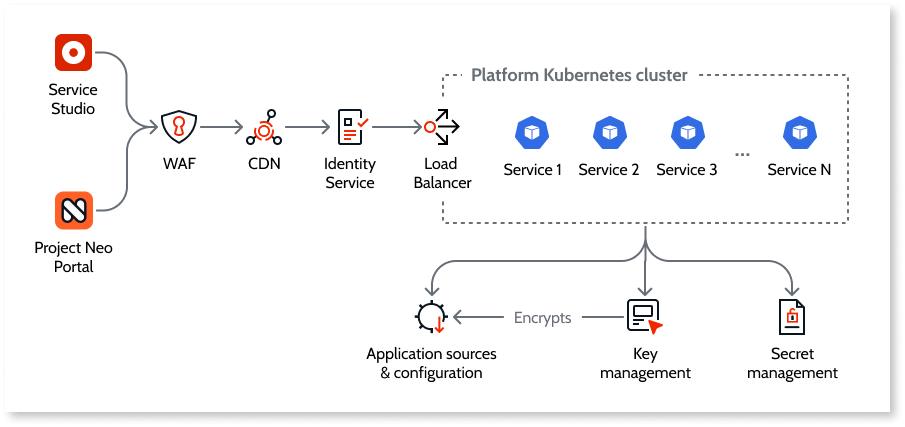 Service
Studio
Project Neo
Portal
WAF
CDN
Identity
Service
Load
Balancer
Platform Kubernetes cluster
Service 1
Service 2
Service 3
...
Service N
Application sources
& configuration
Encrypts
Key
management
Secret
management